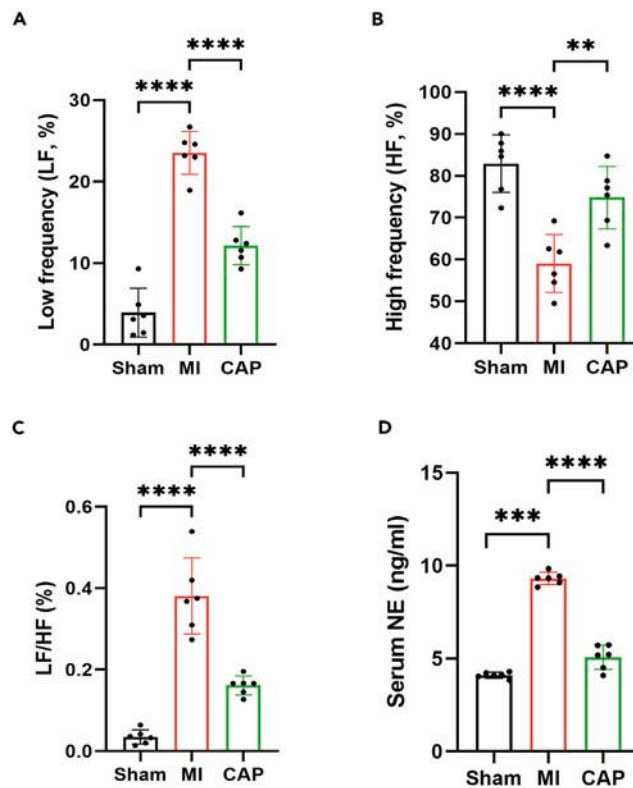 A
**** ****
Low frequency (LF, %)
30
20
10
0
Sham MI CAP
B
**** **
High frequency (HF, %)
100
90
80
70
60
50
40
Sham MI CAP
C
**** ****
LF/HF (%)
0.6
0.4
0.2
0.0
Sham MI CAP
D
*** ****
Serum NE (ng/ml)
15
10
5
0
Sham MI CAP